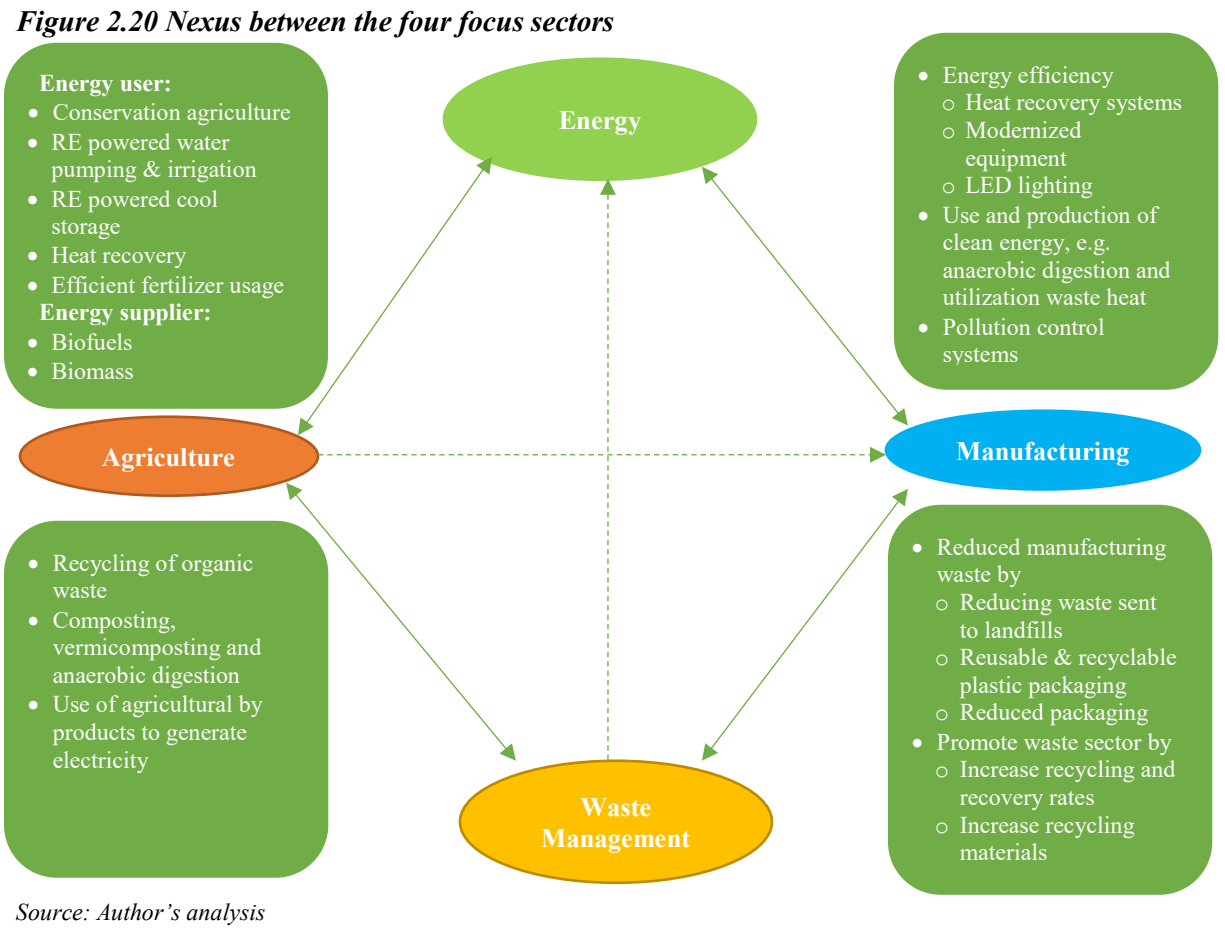 Figure 2.20 Nexus between the four focus sectors
Energy user:
• Conservation agriculture
• RE powered water
pumping & irrigation
• RE powered cool
storage
• Heat recovery
• Efficient fertilizer usage
Energy supplier:
• Biofuels
• Biomass
Energy
• Energy efficiency
o Heat recovery systems
o Modernized
equipment
o LED lighting
• Use and production of
clean energy, e.g.
anaerobic digestion and
utilization waste heat
• Pollution control
systems
Agriculture
Manufacturing
• Recycling of organic
waste
• Composting,
vermicomposting and
anaerobic digestion
• Use of agricultural by
products to generate
electricity
Waste
Management
• Reduced manufacturing
waste by
o Reducing waste sent
to landfills
o Reusable & recyclable
plastic packaging
o Reduced packaging
• Promote waste sector by
o Increase recycling and
recovery rates
o Increase recycling
materials
Source: Author’s analysis